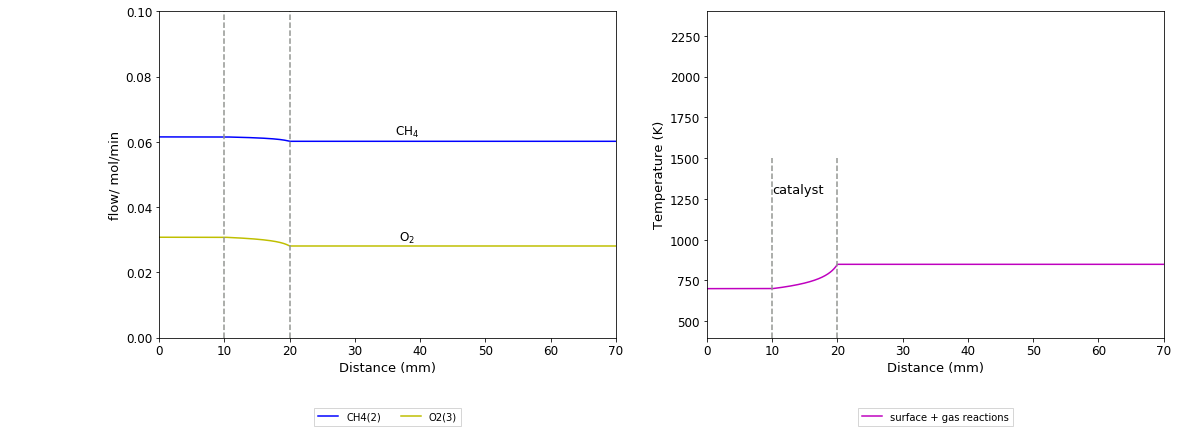 0.10
0.08
0.06
0.04
0.02
0.00
flow/ mol/min
CH₄
O₂
0 10 20 30 40 50 60 70
Distance (mm)
CH4(2) O2(3)
2250
2000
1750
1500
1250
1000
750
500
Temperature (K)
catalyst
0 10 20 30 40 50 60 70
Distance (mm)
surface + gas reactions